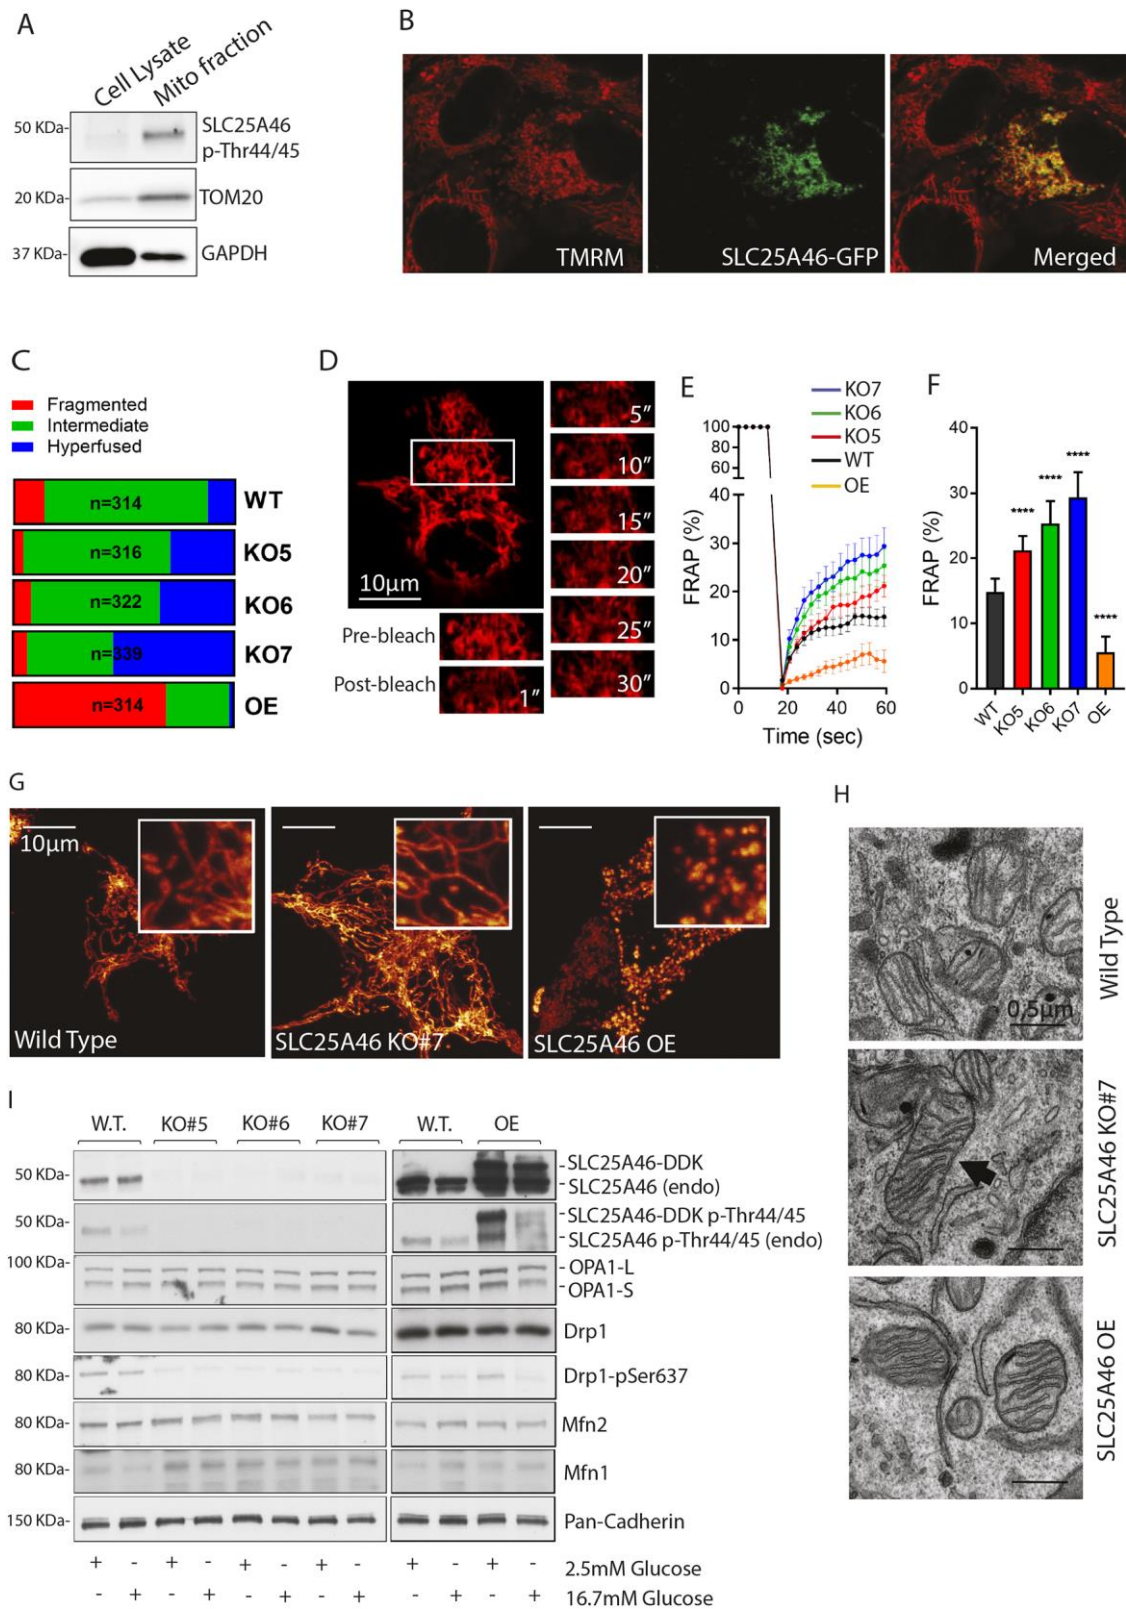 A
Cell Lysate
Mito fraction
50 KDa-
SLC25A46
p-Thr44/45
20 KDa-
TOM20
37 KDa-
GAPDH
B
TMRM
SLC25A46-GFP
Merged
C
Fragmented
Intermediate
Hyperfused
n=314
WT
n=316
KO5
n=322
KO6
n=339
KO7
n=314
OE
D
10µm
Pre-bleach
Post-bleach
1″
5″
10″
15″
20″
25″
30″
E
KO7
KO6
KO5
WT
OE
FRAP (%)
100
80
60
40
30
20
10
0
0 20 40 60
Time (sec)
F
FRAP (%)
40
30
20
10
0
****
****
****
****
WT
KO5
KO6
KO7
OE
G
10µm
Wild Type
SLC25A46 KO#7
SLC25A46 OE
H
0.5µm
Wild Type
SLC25A46 KO#7
SLC25A46 OE
I
W.T. KO#5 KO#6 KO#7 W.T. OE
50 KDa-
-SLC25A46-DDK
-SLC25A46 (endo)
50 KDa-
-SLC25A46-DDK p-Thr44/45
-SLC25A46 p-Thr44/45 (endo)
100 KDa-
-OPA1-L
-OPA1-S
80 KDa-
Drp1
80 KDa-
Drp1-pSer637
80 KDa-
Mfn2
80 KDa-
Mfn1
150 KDa-
Pan-Cadherin
+ - + - + - + - + - + - 2.5mM Glucose
- + - + - + - + - + - + 16.7mM Glucose